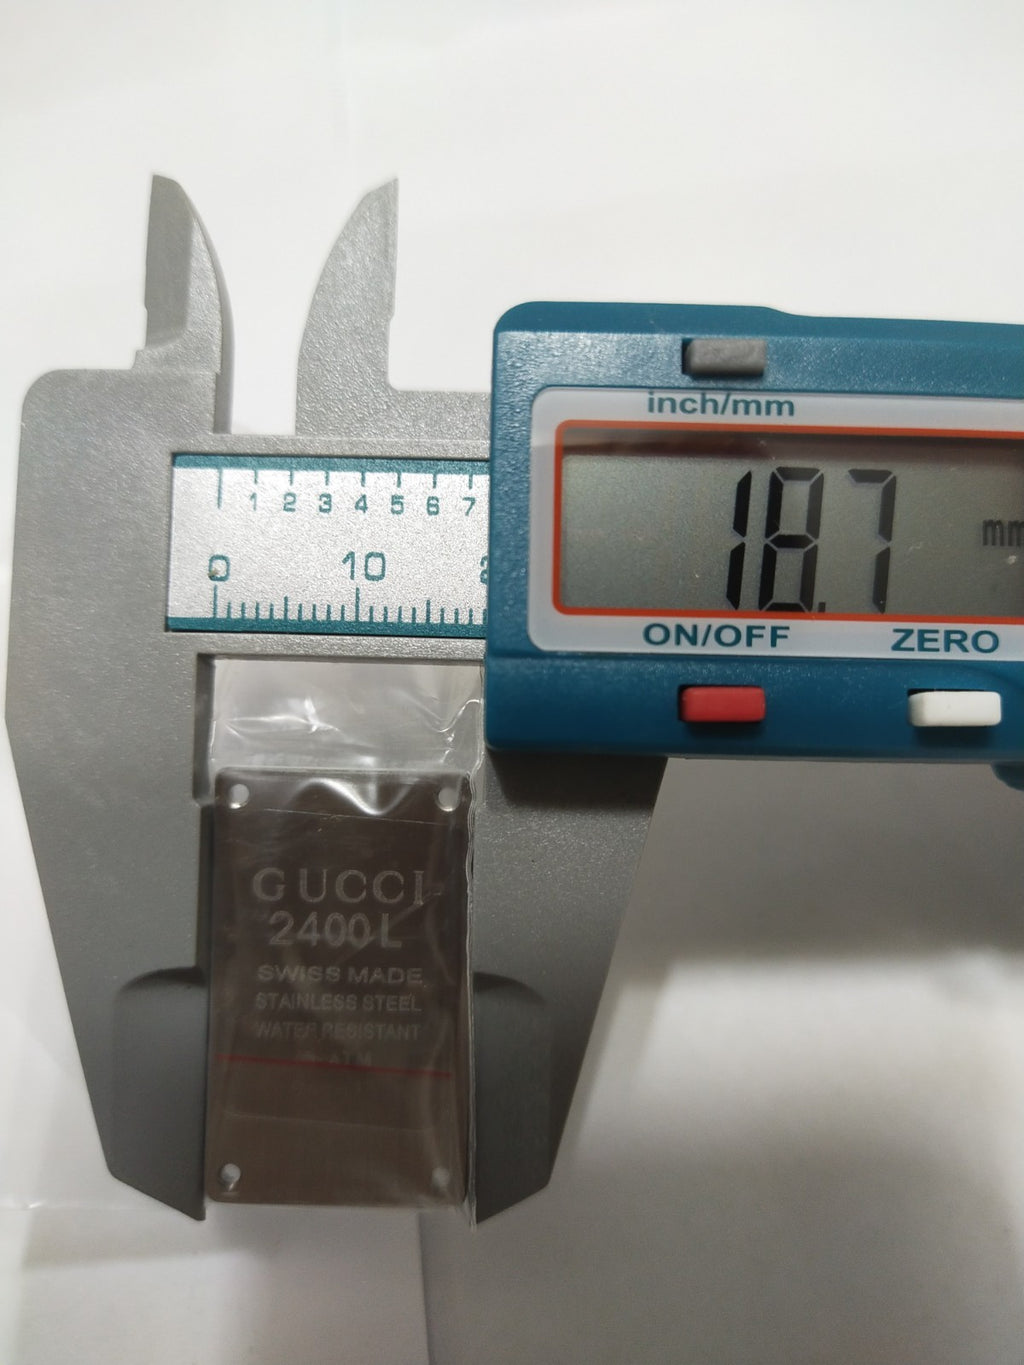 inch/mm
1 2 3 4 5 6 7
18.7 mm
0 10
ON/OFF ZERO
GUCCI
2400L
SWISS MADE
STAINLESS STEEL
WATER RESISTANT
ATM